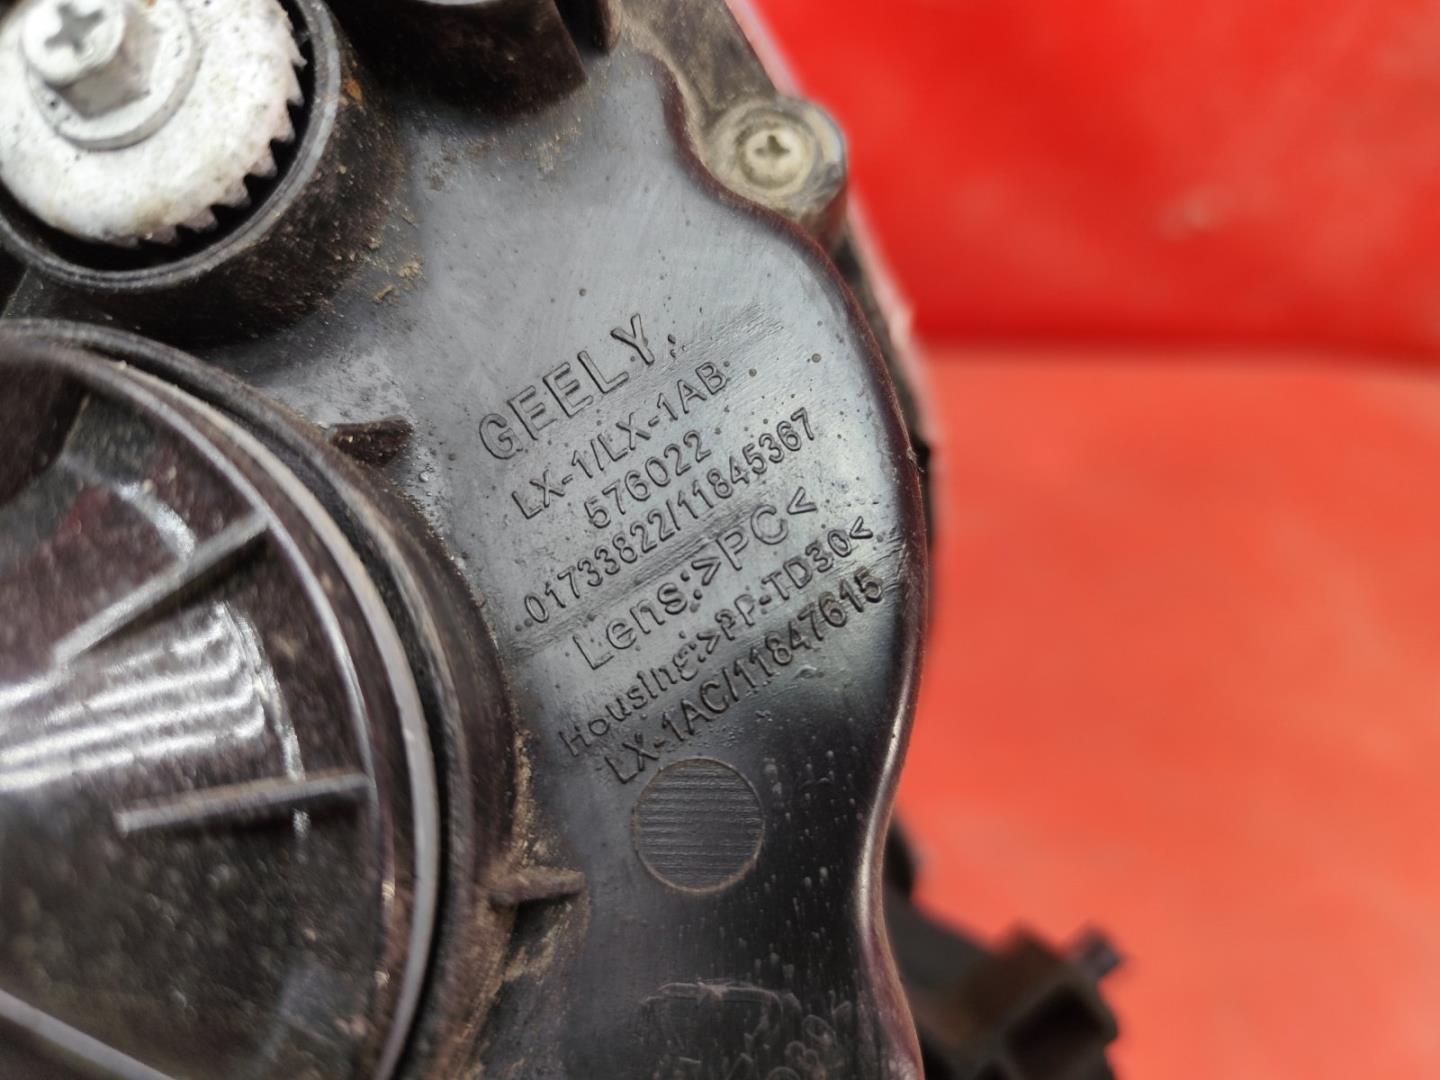 GEELY.
LX-1/LX-1AB
576022
01733822/11845367
Lens:>PC<
Housing:>PP-TD30<
LX-1AC/11847615